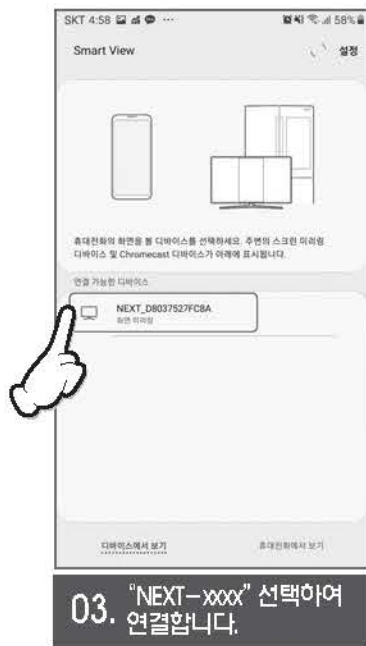 SKT 4:58
58%
Smart View
설정
휴대전화의 화면을 볼 디바이스를 선택하세요. 주변의 스크린 미러링
디바이스 및 Chromecast 디바이스가 아래에 표시됩니다.
연결 가능한 디바이스
NEXT_D8037527FC8A
화면 미러링
디바이스에서 보기
휴대전화에서 보기
03. "NEXT-xxxx" 선택하여
연결합니다.